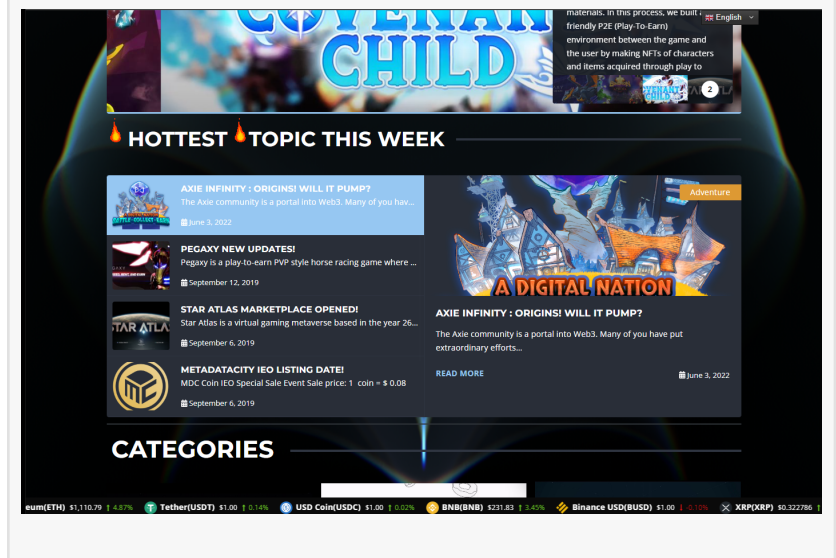 materials. In this process, we built a
English
friendly P2E (Play-To-Earn)
environment between the game and
the user by making NFTs of characters
and items acquired through play to
COVENANT
CHILD
2
HOTTEST TOPIC THIS WEEK
AXIE INFINITY : ORIGINS! WILL IT PUMP?
The Axie community is a portal into Web3. Many of you hav...
June 3, 2022
PEGAXY NEW UPDATES!
Pegaxy is a play-to-earn PVP style horse racing game where ...
September 12, 2019
STAR ATLA
STAR ATLAS MARKETPLACE OPENED!
Star Atlas is a virtual gaming metaverse based in the year 26...
September 6, 2019
METADATACITY IEO LISTING DATE!
MDC Coin IEO Special Sale Event Sale price: 1 coin = $ 0.08
September 6, 2019
Adventure
A DIGITAL NATION
AXIE INFINITY : ORIGINS! WILL IT PUMP?
The Axie community is a portal into Web3. Many of you have put
extraordinary efforts...
READ MORE
June 3, 2022
CATEGORIES
eum(ETH) $1,110.79 ↑ 4.87% Tether(USDT) $1.00 ↑ 0.14% USD Coin(USDC) $1.00 ↑ 0.02% BNB(BNB) $231.83 ↑ 3.45% Binance USD(BUSD) $1.00 ↓ -0.10% XRP(XRP) $0.322786 ↑